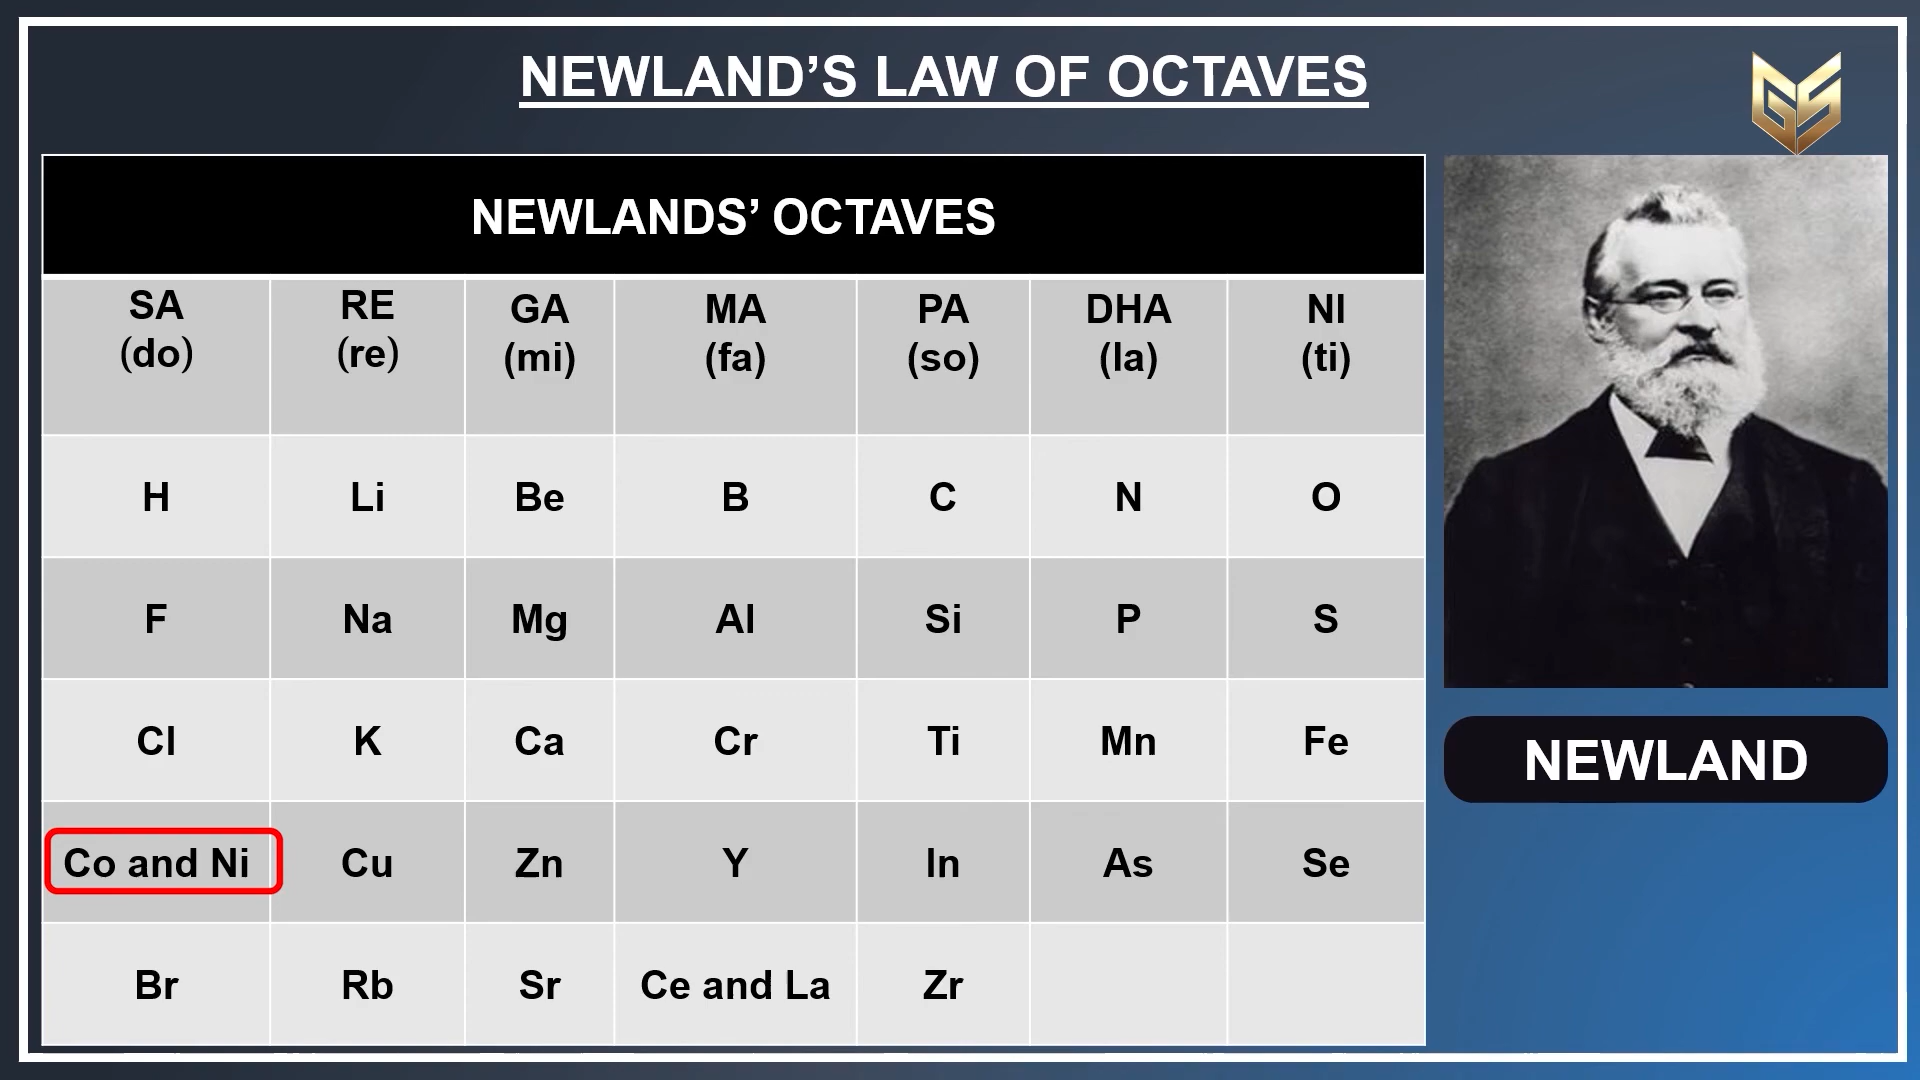 NEWLAND’S LAW OF OCTAVES
GS
NEWLANDS’ OCTAVES
SA RE GA MA PA DHA NI
(do) (re) (mi) (fa) (so) (la) (ti)
H Li Be B C N O
F Na Mg Al Si P S
Cl K Ca Cr Ti Mn Fe
Co and Ni Cu Zn Y In As Se
Br Rb Sr Ce and La Zr
NEWLAND